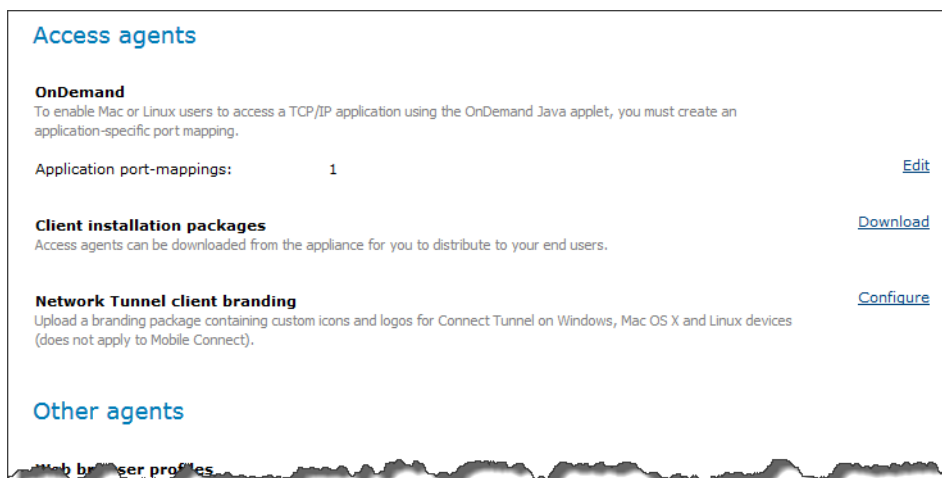 Access agents
OnDemand
To enable Mac or Linux users to access a TCP/IP application using the OnDemand Java applet, you must create an
application-specific port mapping.
Application port-mappings: 1 Edit
Client installation packages Download
Access agents can be downloaded from the appliance for you to distribute to your end users.
Network Tunnel client branding Configure
Upload a branding package containing custom icons and logos for Connect Tunnel on Windows, Mac OS X and Linux devices
(does not apply to Mobile Connect).
Other agents
Web browser profiles